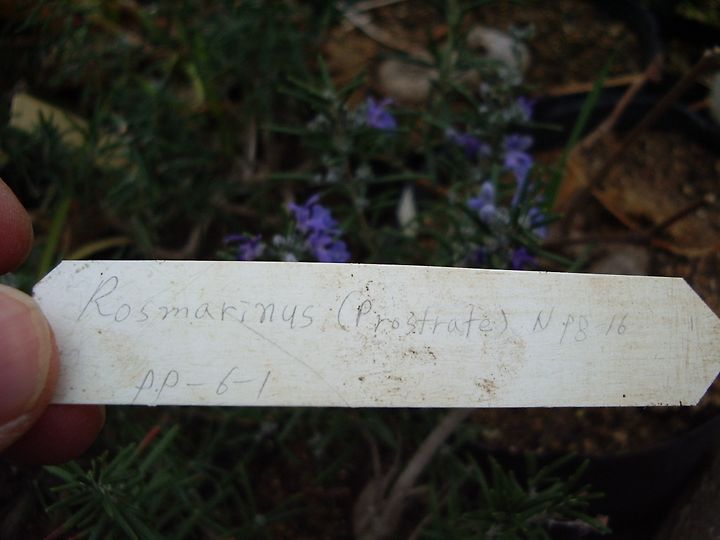 Rosmarinus (Prostrate) N pg-16
pp-6-1